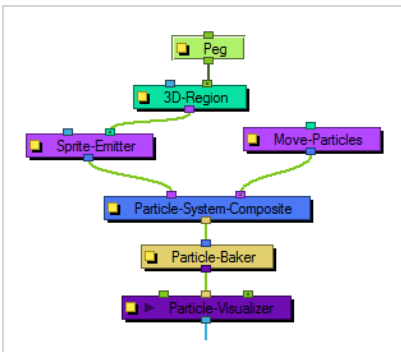 Peg
3D-Region
Sprite-Emitter
Move-Particles
Particle-System-Composite
Particle-Baker
Particle-Visualizer